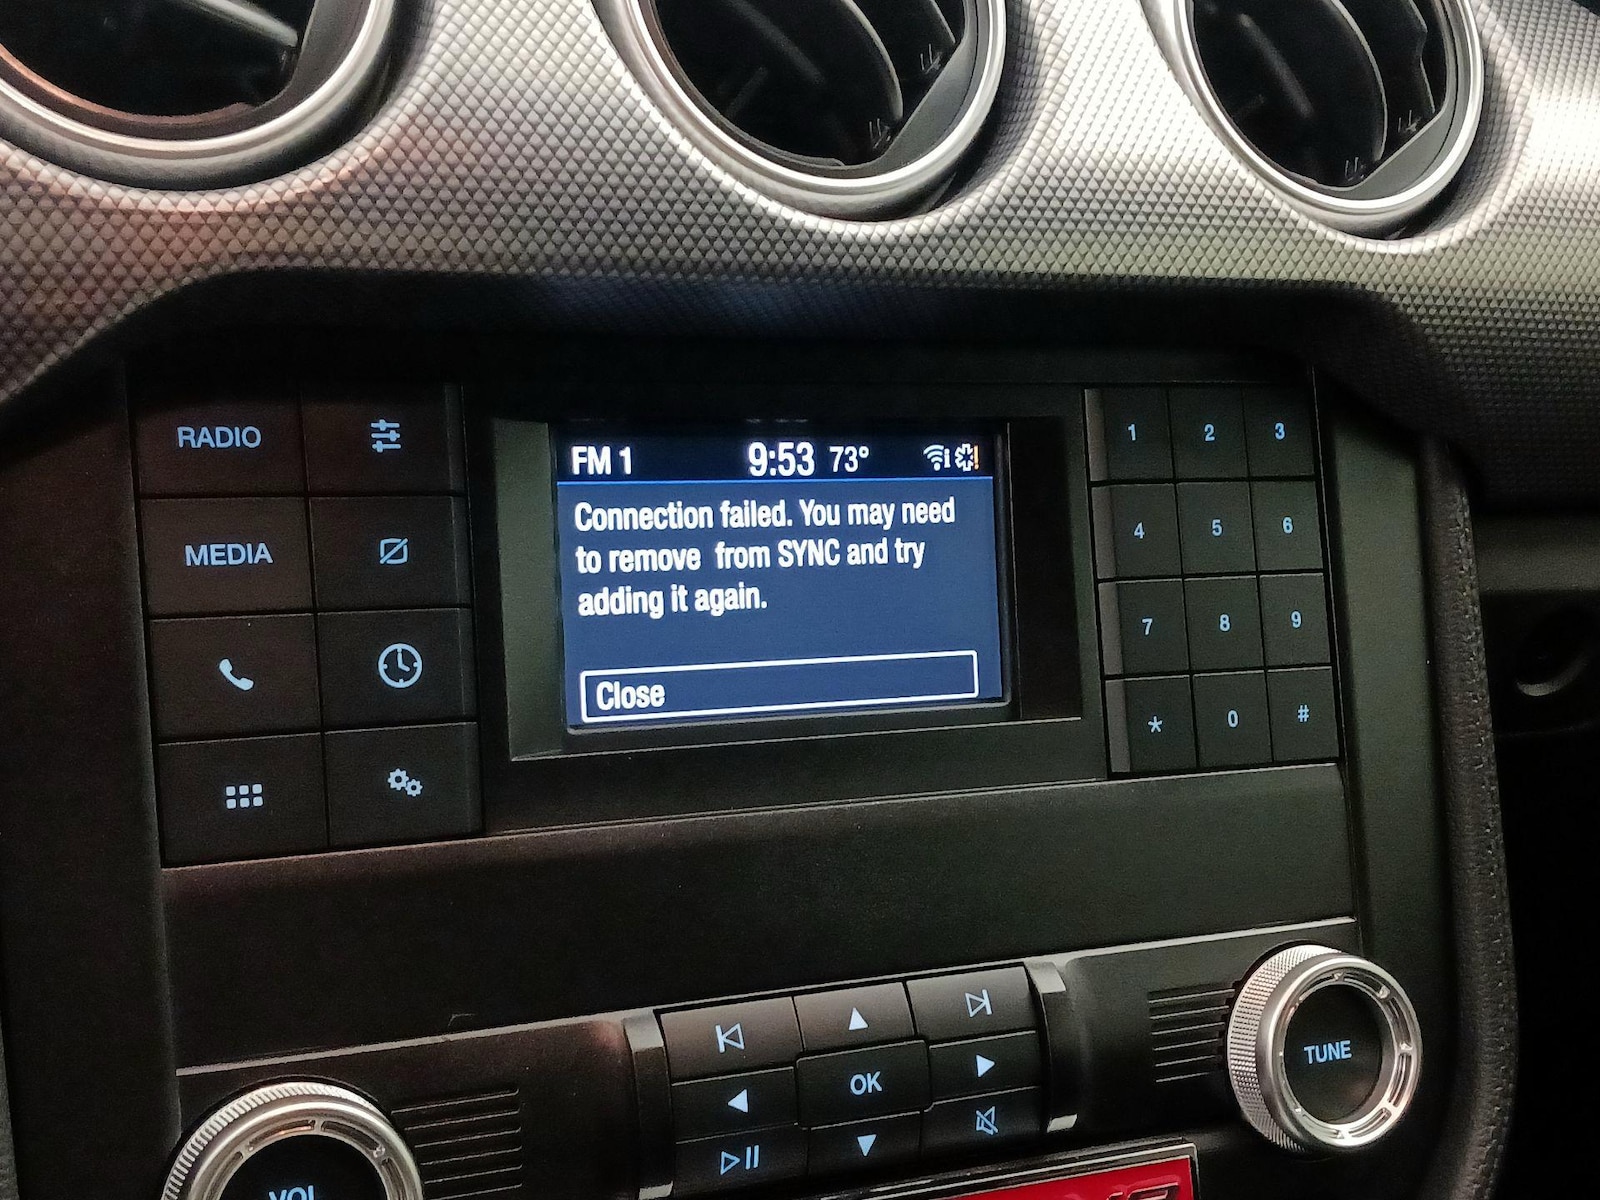 FM 1 9:53 73°
Connection failed. You may need
to remove  from SYNC and try
adding it again.
Close
RADIO
MEDIA
1 2 3
4 5 6
7 8 9
* 0 #
OK
TUNE
VOL